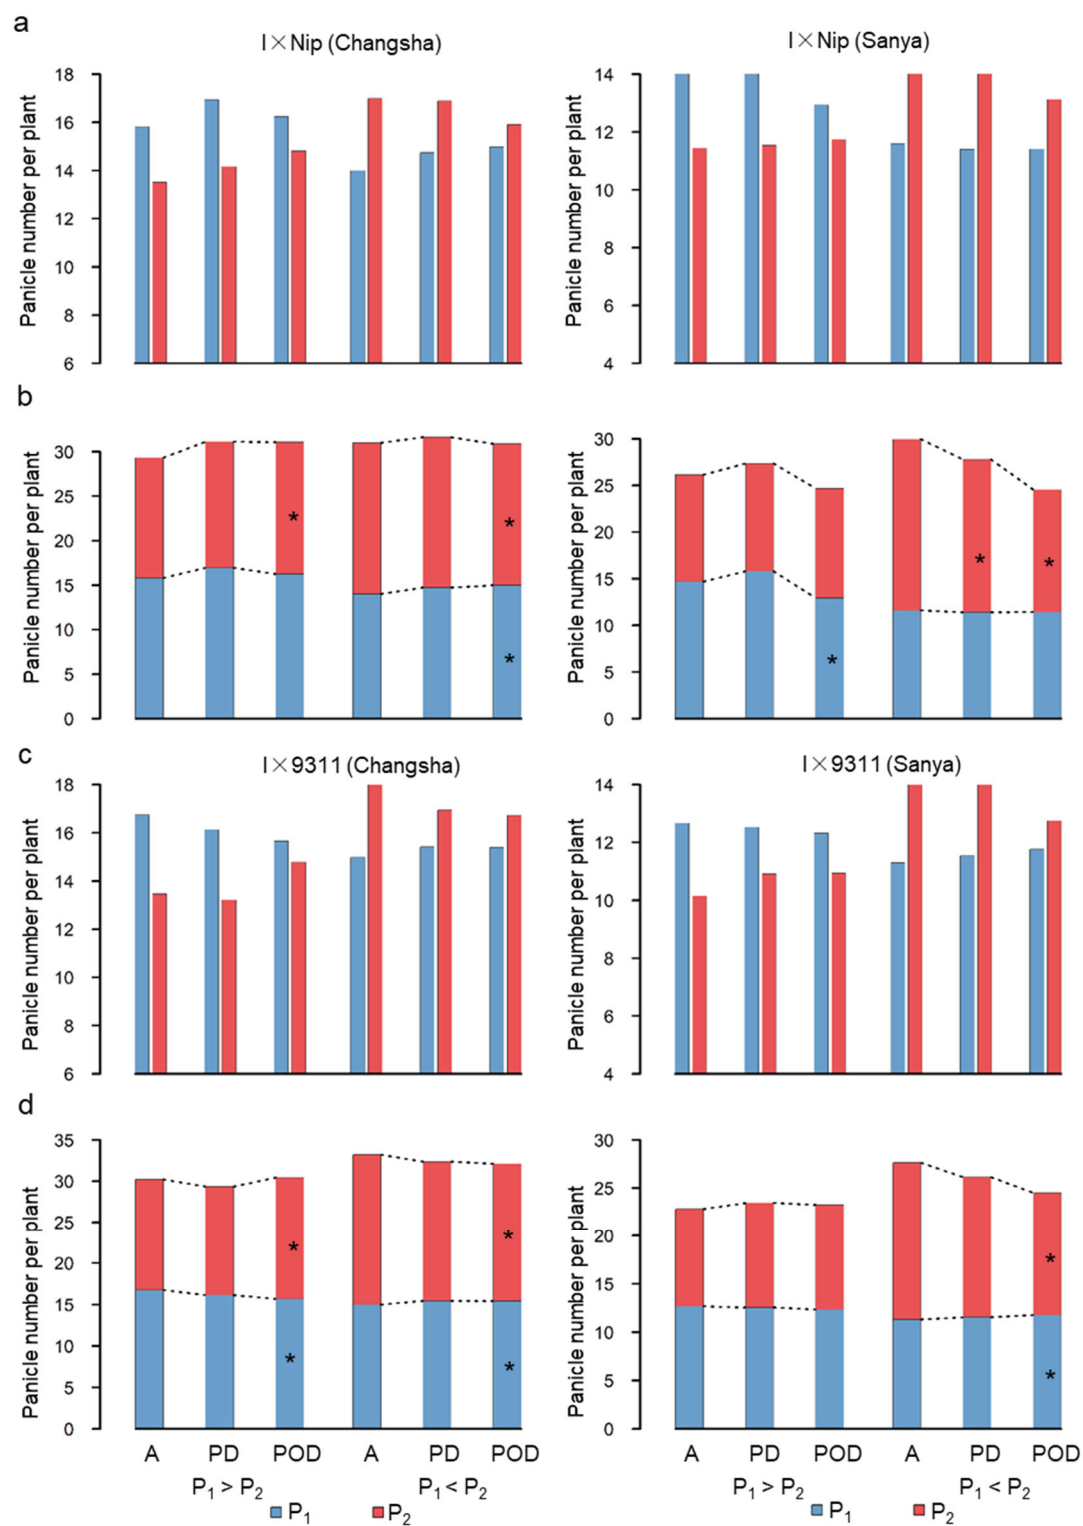 a
I×Nip (Changsha)
I×Nip (Sanya)
Panicle number per plant
18
16
14
12
10
8
6
Panicle number per plant
14
12
10
8
6
4
b
Panicle number per plant
30
25
20
15
10
5
0
* * *
Panicle number per plant
30
25
20
15
10
5
0
* * *
c
I×9311 (Changsha)
I×9311 (Sanya)
Panicle number per plant
18
16
14
12
10
8
6
Panicle number per plant
14
12
10
8
6
4
d
Panicle number per plant
35
30
25
20
15
10
5
0
* * * *
Panicle number per plant
30
25
20
15
10
5
0
* *
A PD POD A PD POD
P₁ > P₂ P₁ < P₂
P₁ P₂
A PD POD A PD POD
P₁ > P₂ P₁ < P₂
P₁ P₂